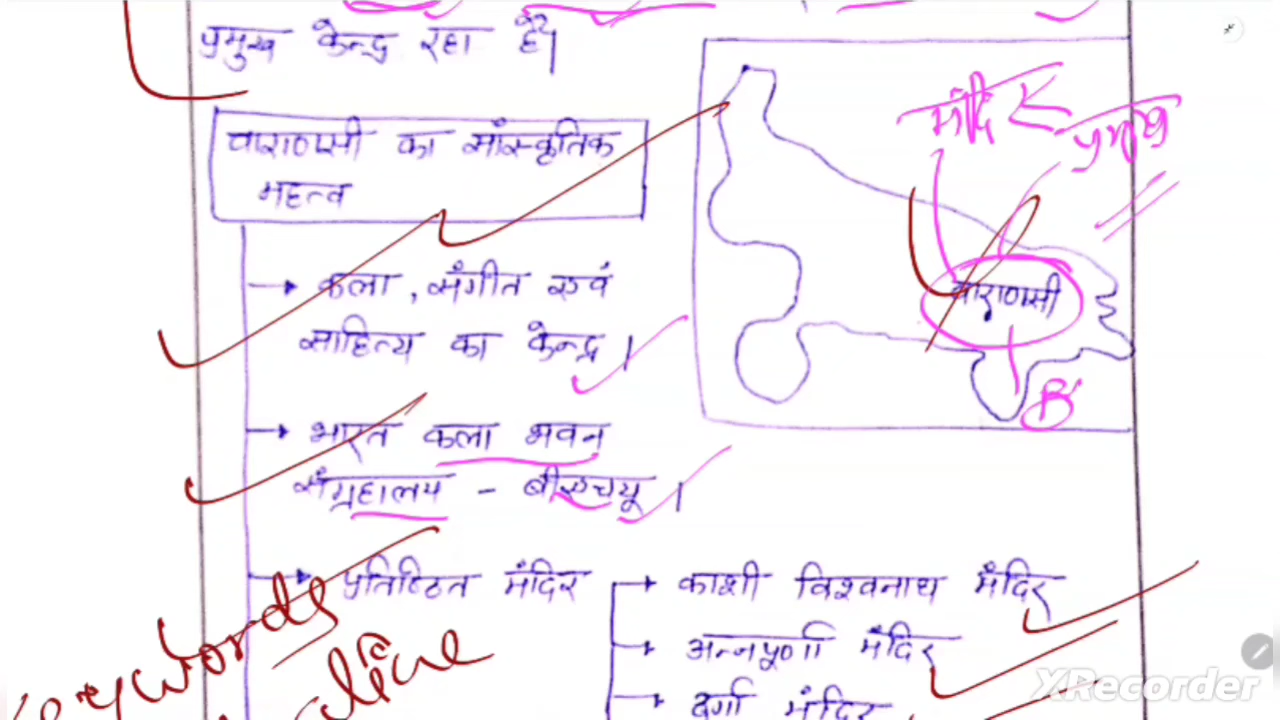 प्रमुख केन्द्र रहा है।
वाराणसी का साँस्कृतिक
महत्व
कला, संगीत एवं
साहित्य का केन्द्र।
भारत कला भवन
संग्रहालय - बीएचयू।
प्रतिष्ठित मंदिर
काशी विश्वनाथ मंदिर
अन्नपूर्णा मंदिर
दुर्गा मंदिर
मंदिर
प्रमुख
वाराणसी
B
Keywords
XRecorder